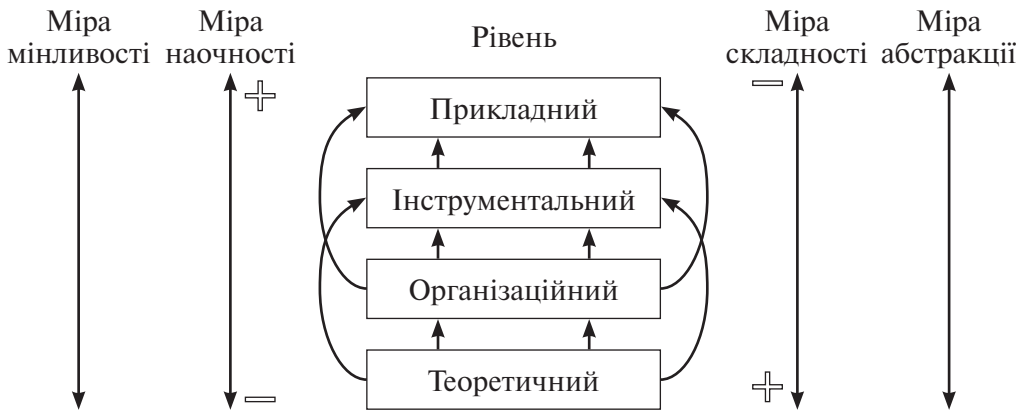 Міра мінливості
Міра наочності
Рівень
Міра складності
Міра абстракції
+
−
Прикладний
Інструментальний
Організаційний
Теоретичний
−
+